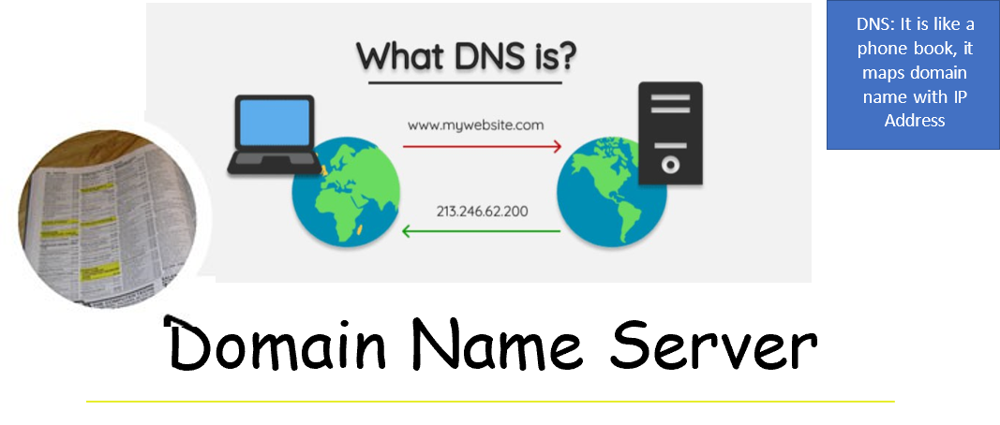 What DNS is?
www.mywebsite.com
213.246.62.200
DNS: It is like a
phone book, it
maps domain
name with IP
Address
Domain Name Server